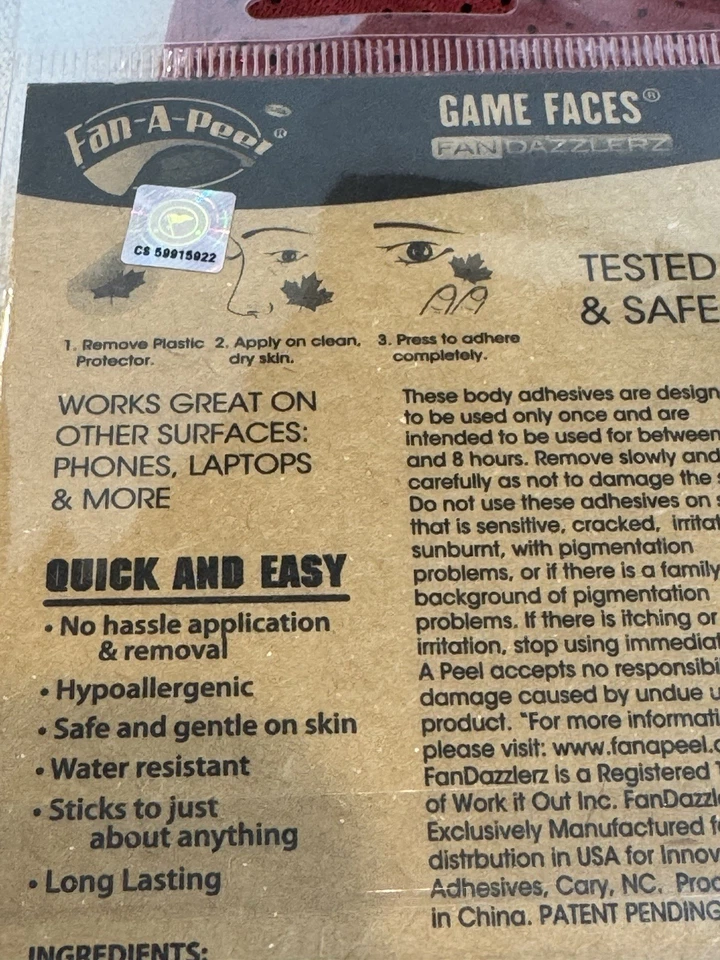 Fan-A-Peel®
GAME FACES®
FANDAZZLERZ
CS 59915922
TESTED
& SAFE
1. Remove Plastic
Protector.
2. Apply on clean,
dry skin.
3. Press to adhere
completely.
WORKS GREAT ON
OTHER SURFACES:
PHONES, LAPTOPS
& MORE
QUICK AND EASY
• No hassle application
& removal
• Hypoallergenic
• Safe and gentle on skin
• Water resistant
• Sticks to just
about anything
• Long Lasting
INGREDIENTS:
These body adhesives are design
to be used only once and are
intended to be used for between
and 8 hours. Remove slowly and
carefully as not to damage the
Do not use these adhesives on
that is sensitive, cracked, irritat
sunburnt, with pigmentation
problems, or if there is a family
background of pigmentation
problems. If there is itching or
irritation, stop using immediat
A Peel accepts no responsibi
damage caused by undue u
product. "For more informati
please visit: www.fanapeel.c
FanDazzlerz is a Registered T
of Work it Out Inc. FanDazzl
Exclusively Manufactured f
distrbution in USA for Innov
Adhesives, Cary, NC. Proc
in China. PATENT PENDING